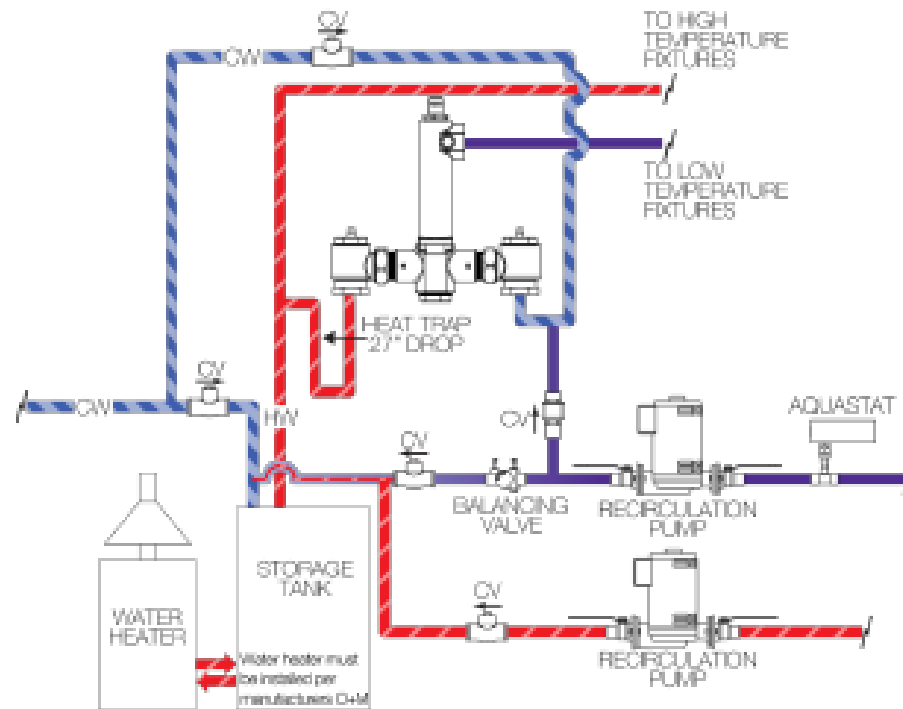 CV
CW
TO HIGH
TEMPERATURE
FIXTURES
TO LOW
TEMPERATURE
FIXTURES
HEAT TRAP
27" DROP
CV
CW
HW
CV
CV
AQUASTAT
BALANCING
VALVE
RECIRCULATION
PUMP
STORAGE
TANK
WATER
HEATER
CV
Water heater must
be installed per
manufacturers O+M
RECIRCULATION
PUMP